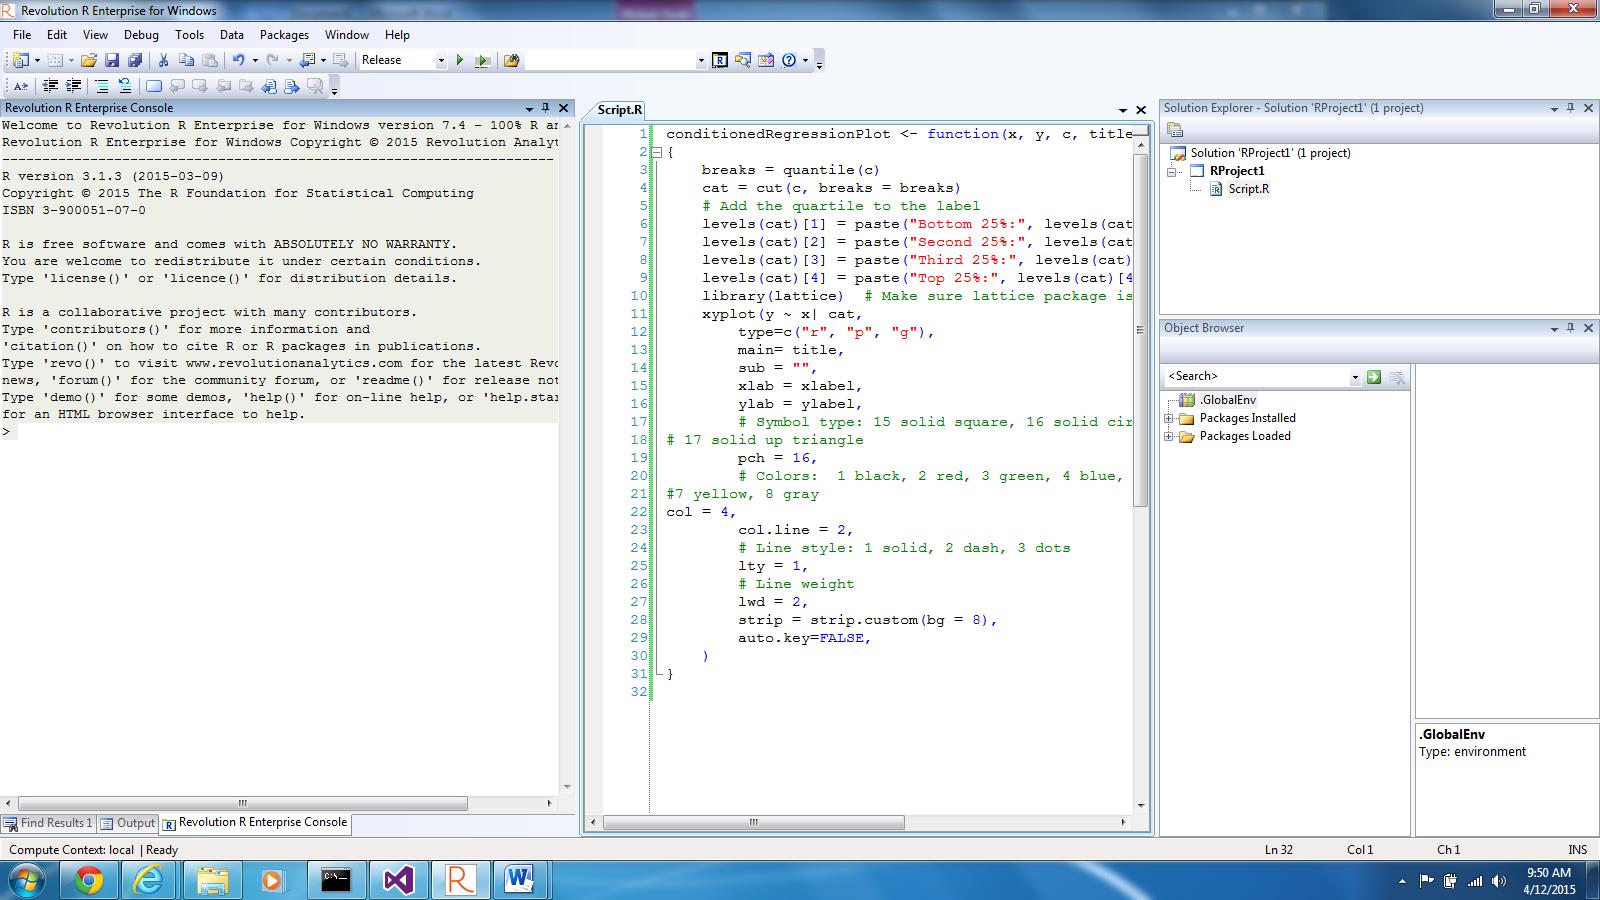 Revolution R Enterprise for Windows
File Edit View Debug Tools Data Packages Window Help
Release
Revolution R Enterprise Console
Welcome to Revolution R Enterprise for Windows version 7.4 - 100% R a
Revolution R Enterprise for Windows Copyright © 2015 Revolution Analyt
R version 3.1.3 (2015-03-09)
Copyright © 2015 The R Foundation for Statistical Computing
ISBN 3-900051-07-0
R is free software and comes with ABSOLUTELY NO WARRANTY.
You are welcome to redistribute it under certain conditions.
Type 'license()' or 'licence()' for distribution details.
R is a collaborative project with many contributors.
Type 'contributors()' for more information and
'citation()' on how to cite R or R packages in publications.
Type 'revo()' to visit www.revolutionanalytics.com for the latest Revo
news, 'forum()' for the community forum, or 'readme()' for release not
Type 'demo()' for some demos, 'help()' for on-line help, or 'help.sta
for an HTML browser interface to help.
>
Find Results 1 Output Revolution R Enterprise Console
Script.R
1 conditionedRegressionPlot <- function(x, y, c, title
2 {
3 breaks = quantile(c)
4 cat = cut(c, breaks = breaks)
5 # Add the quartile to the label
6 levels(cat)[1] = paste("Bottom 25%:", levels(cat
7 levels(cat)[2] = paste("Second 25%:", levels(cat
8 levels(cat)[3] = paste("Third 25%:", levels(cat)
9 levels(cat)[4] = paste("Top 25%:", levels(cat)[4
10 library(lattice) # Make sure lattice package is
11 xyplot(y ~ x| cat,
12 type=c("r", "p", "g"),
13 main= title,
14 sub = "",
15 xlab = xlabel,
16 ylab = ylabel,
17 # Symbol type: 15 solid square, 16 solid cir
18 # 17 solid up triangle
19 pch = 16,
20 # Colors: 1 black, 2 red, 3 green, 4 blue,
21 #7 yellow, 8 gray
22 col = 4,
23 col.line = 2,
24 # Line style: 1 solid, 2 dash, 3 dots
25 lty = 1,
26 # Line weight
27 lwd = 2,
28 strip = strip.custom(bg = 8),
29 auto.key=FALSE,
30 )
31 }
32
Solution Explorer - Solution 'RProject1' (1 project)
Solution 'RProject1' (1 project)
RProject1
Script.R
Object Browser
<Search>
.GlobalEnv
Packages Installed
Packages Loaded
.GlobalEnv
Type: environment
Compute Context: local | Ready
Ln 32 Col 1 Ch 1 INS
9:50 AM
4/12/2015